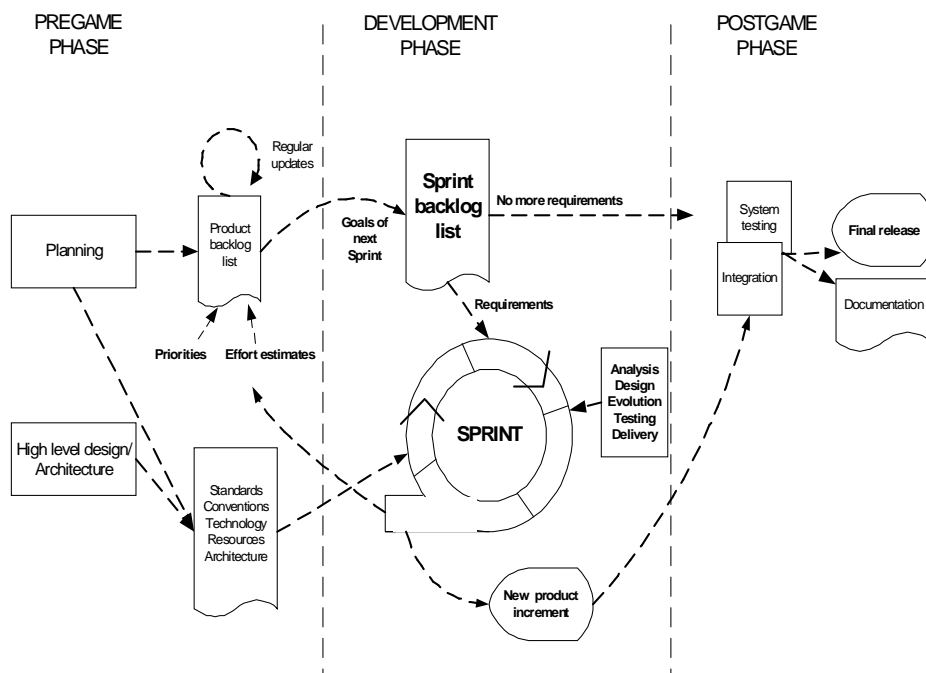 PREGAME
PHASE
DEVELOPMENT
PHASE
POSTGAME
PHASE
Regular
updates
Planning
Product
backlog
list
Goals of
next
Sprint
Sprint
backlog
list
No more requirements
System
testing
Integration
Final release
Documentation
Priorities
Effort estimates
Requirements
Analysis
Design
Evolution
Testing
Delivery
SPRINT
High level design/
Architecture
Standards
Conventions
Technology
Resources
Architecture
New product
increment